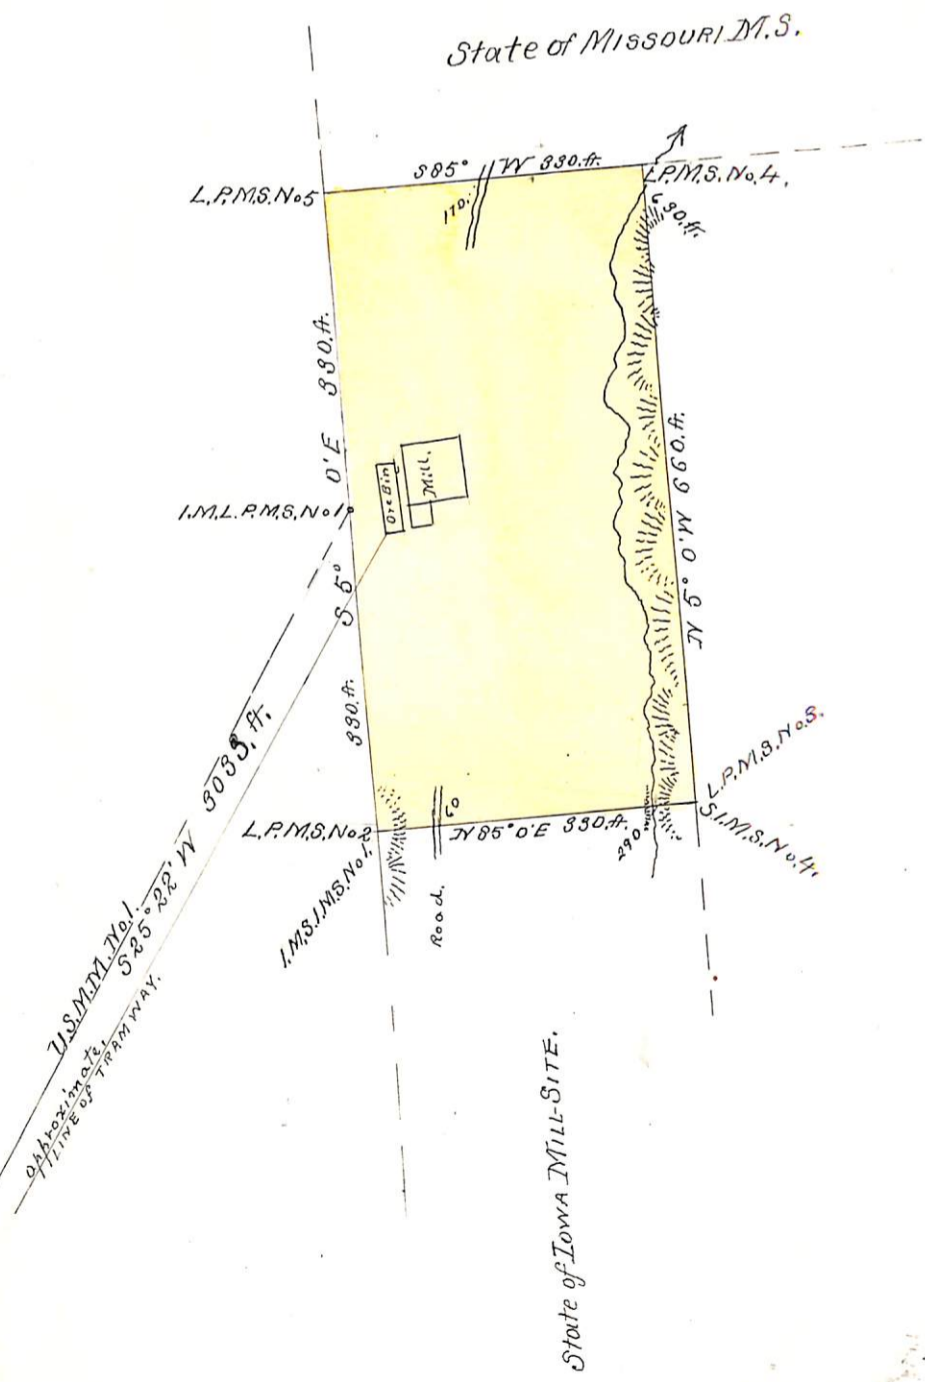 State of MISSOURI M.S.
S 85° W 330.ft.
L.P.M.S.No 5
L.P.M.S.No.4.
170.
630.ft.
330.ft.
0'E
S 5°
330.ft.
Ore Bin
Mill.
I.M.L.P.M.S.No 1
N 5° 0' W 660.ft.
L.P.M.S.No 2
60
N 85° 0'E 330.ft.
290
L.P.M.S.No 3.
S.I.M.S.No.4.
I.M.S.I.M.S.No 1.
Road.
U.S.M.M.No.1.
S 25° 22' W 3033.ft.
approximate.
LINE of TRAMWAY.
State of IOWA MILL-SITE.